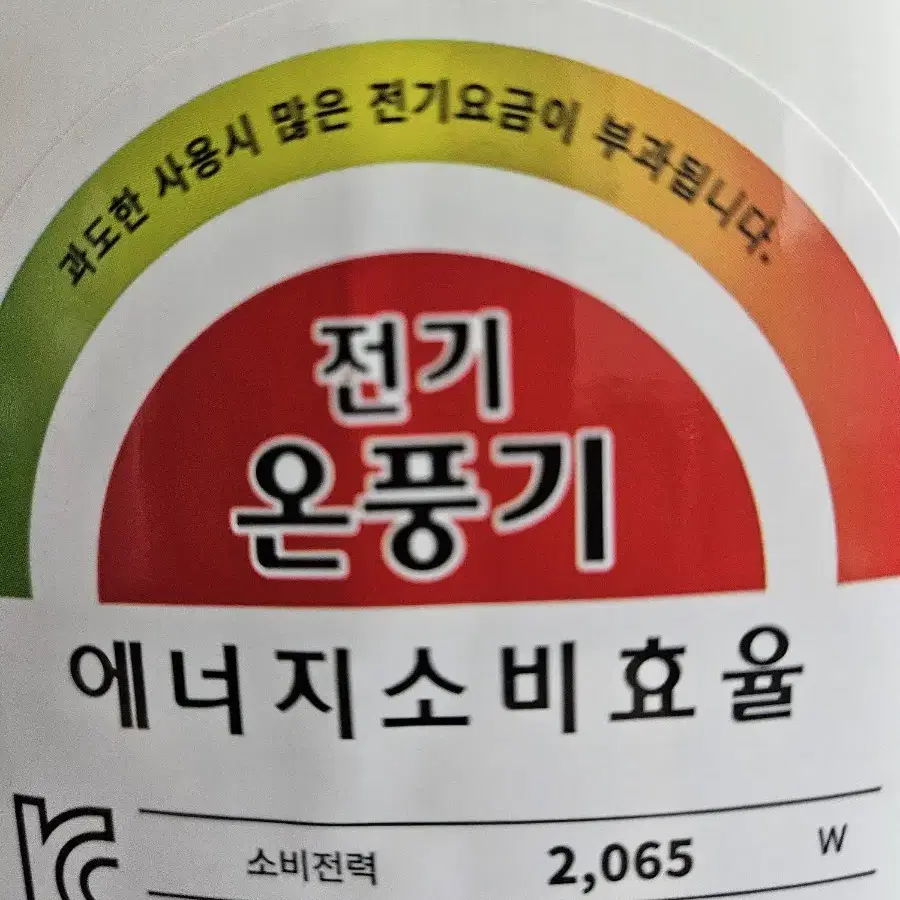 과도한 사용시 많은 전기요금이 부과됩니다.
전기
온풍기
에너지소비효율
소비전력 2,065 W